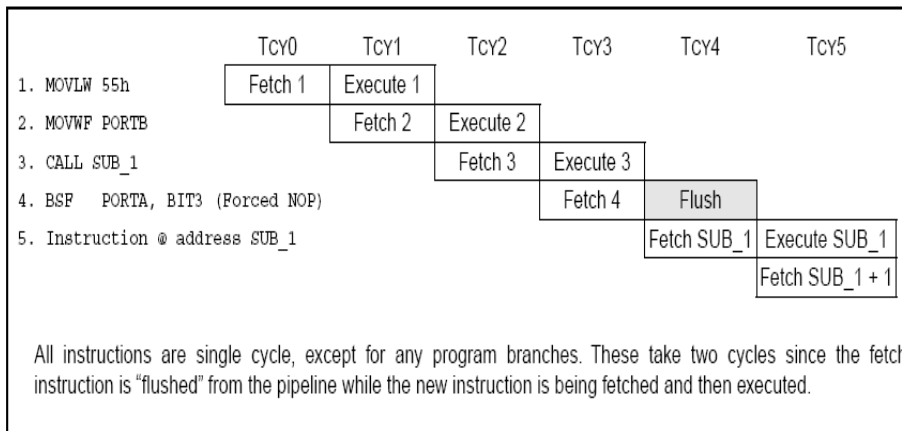 TCY0 TCY1 TCY2 TCY3 TCY4 TCY5
1. MOVLW 55h Fetch 1 Execute 1
2. MOVWF PORTB Fetch 2 Execute 2
3. CALL SUB_1 Fetch 3 Execute 3
4. BSF PORTA, BIT3 (Forced NOP) Fetch 4 Flush
5. Instruction @ address SUB_1 Fetch SUB_1 Execute SUB_1
Fetch SUB_1 + 1
All instructions are single cycle, except for any program branches. These take two cycles since the fetch
instruction is “flushed” from the pipeline while the new instruction is being fetched and then executed.